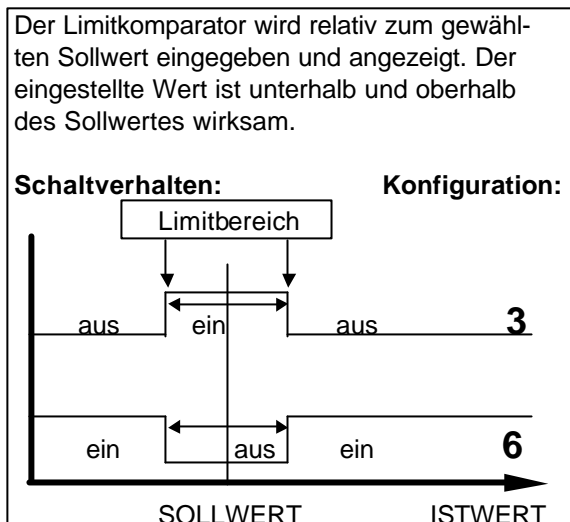 Der Limitkomparator wird relativ zum gewähl-
ten Sollwert eingegeben und angezeigt. Der
eingestellte Wert ist unterhalb und oberhalb
des Sollwertes wirksam.
Schaltverhalten: Konfiguration:
Limitbereich
aus ein aus 3
ein aus ein 6
SOLLWERT ISTWERT